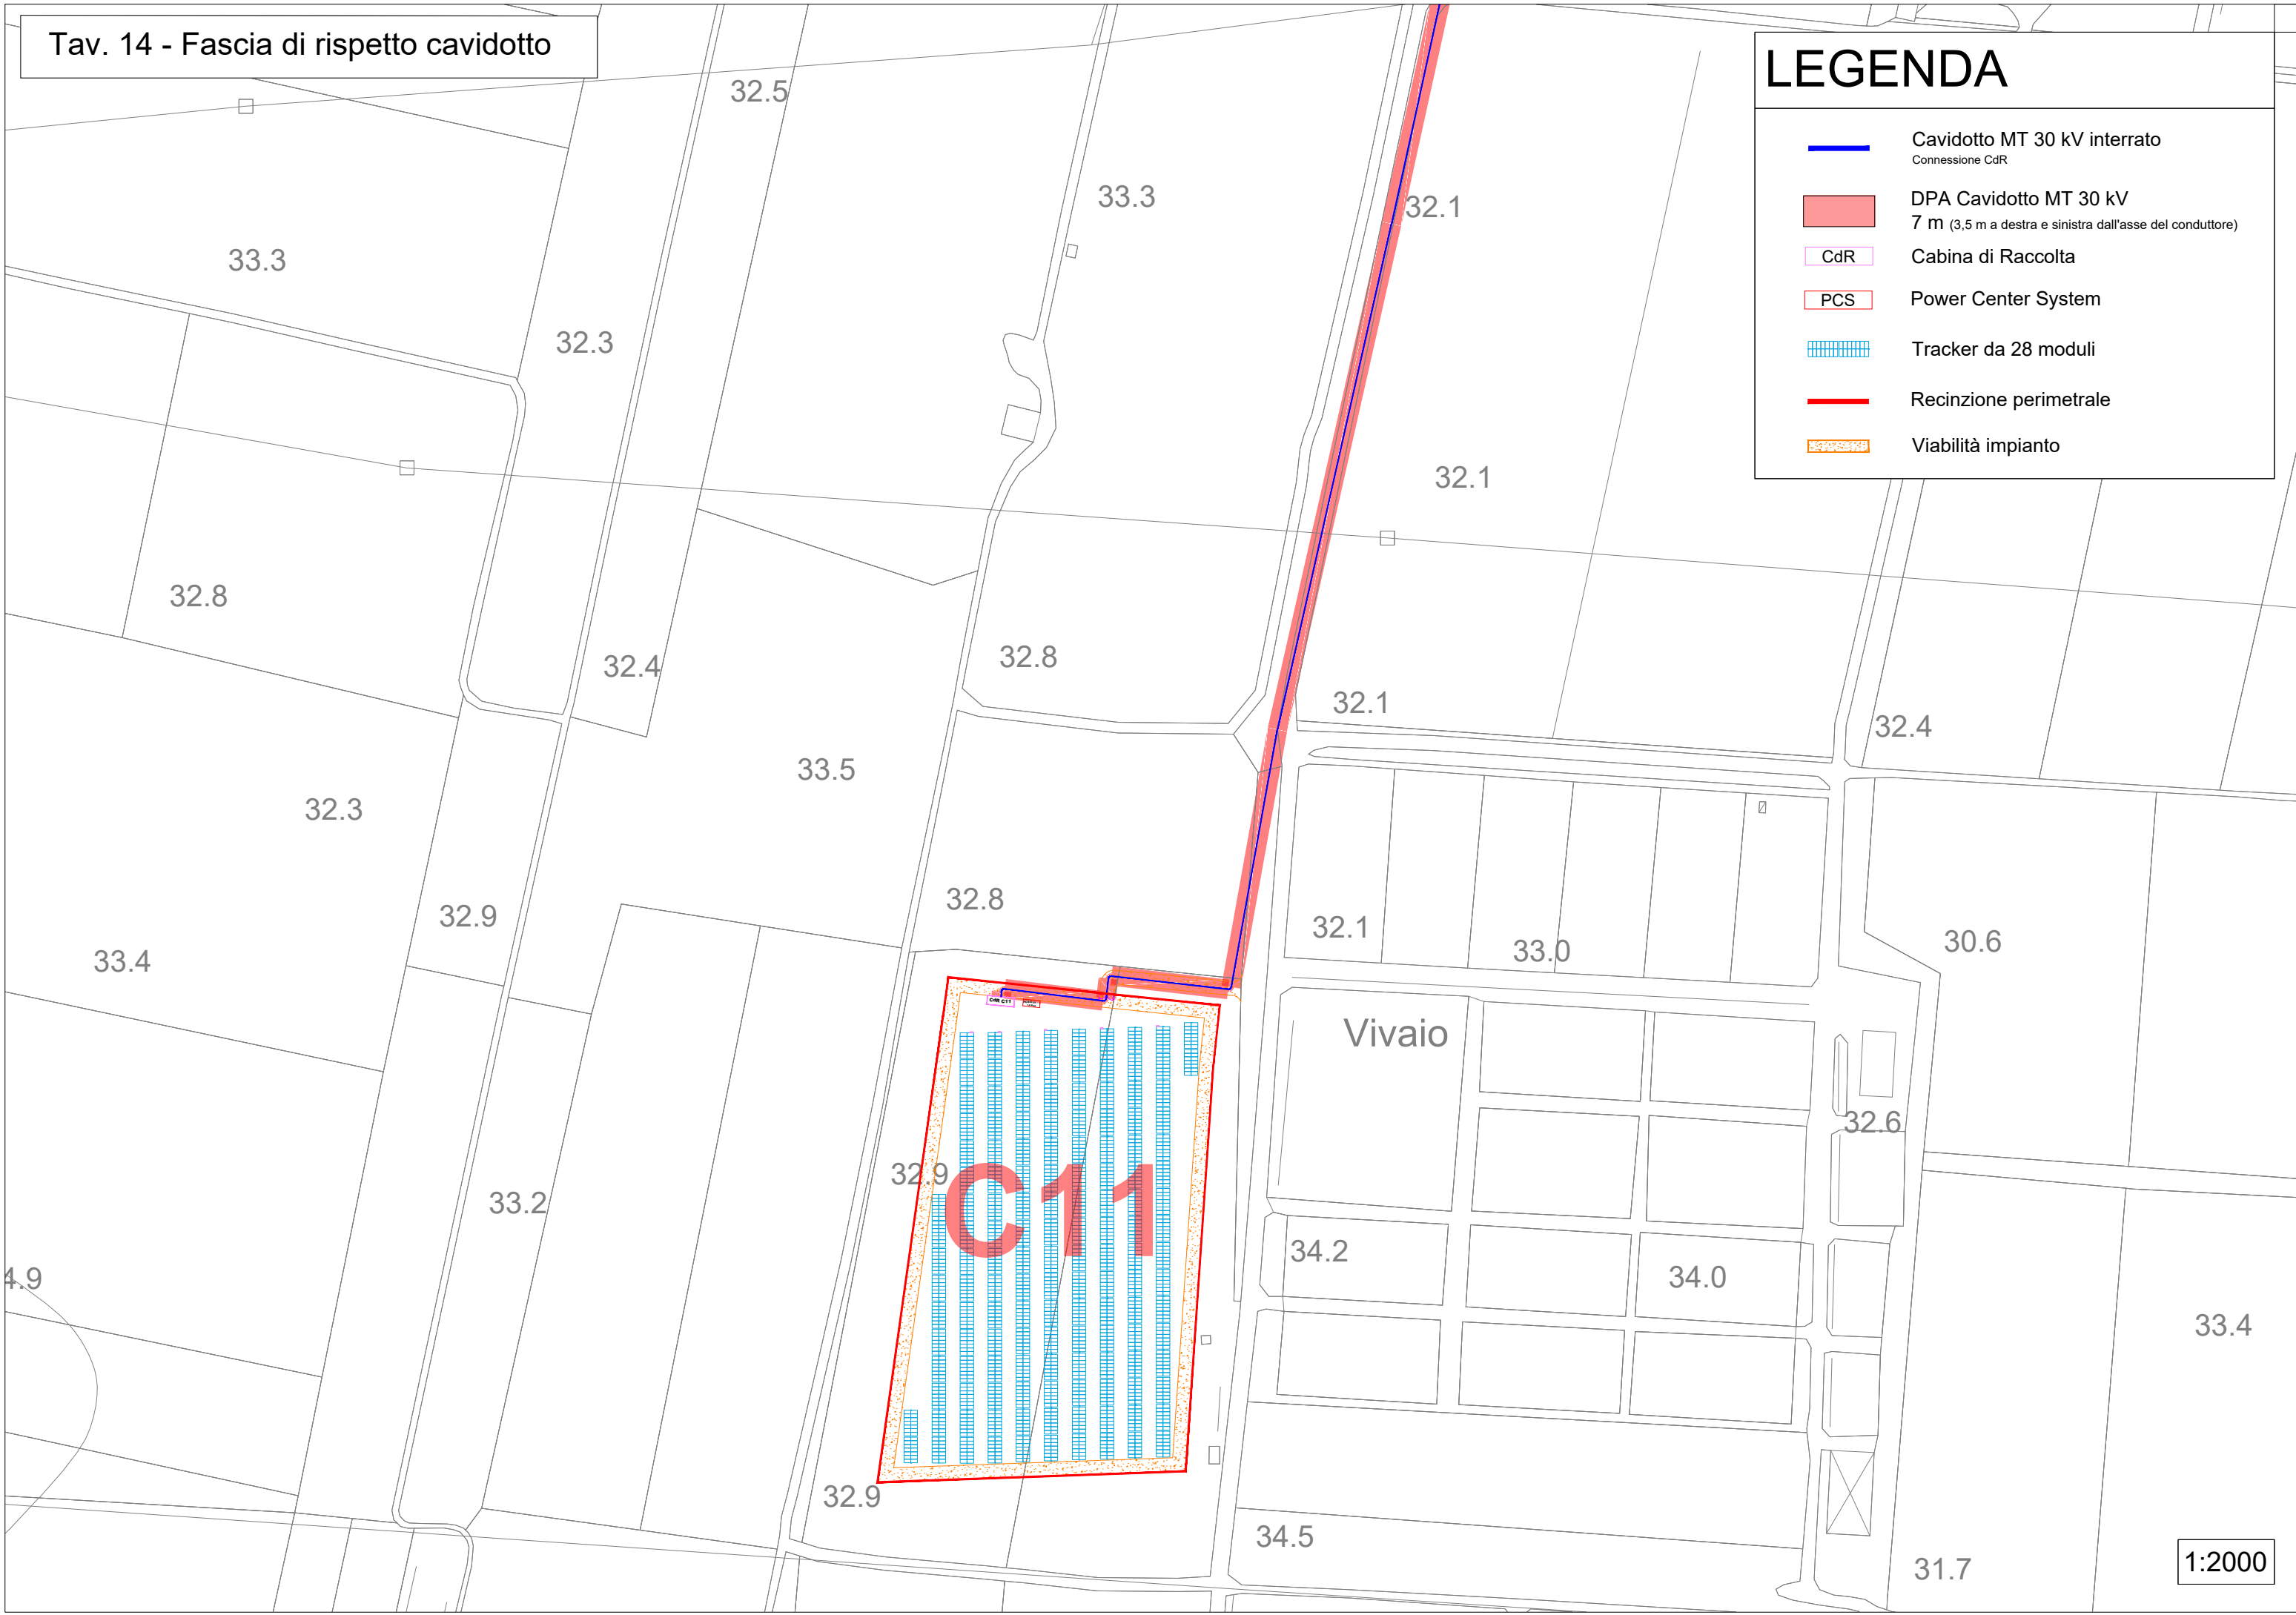 Tav. 14 - Fascia di rispetto cavidotto
LEGENDA
Cavidotto MT 30 kV interrato
Connessione CdR
DPA Cavidotto MT 30 kV
7 m (3,5 m a destra e sinistra dall'asse del conduttore)
CdR Cabina di Raccolta
PCS Power Center System
Tracker da 28 moduli
Recinzione perimetrale
Viabilità impianto
32.5
33.3
32.1
33.3
32.3
32.1
32.8
32.4
32.8
32.1
32.4
33.5
32.3
32.8
32.9
32.1
33.0
30.6
33.4
CdR C11
Vivaio
32.6
32.9
C11
33.2
34.2
34.0
4.9
33.4
32.9
34.5
31.7
1:2000